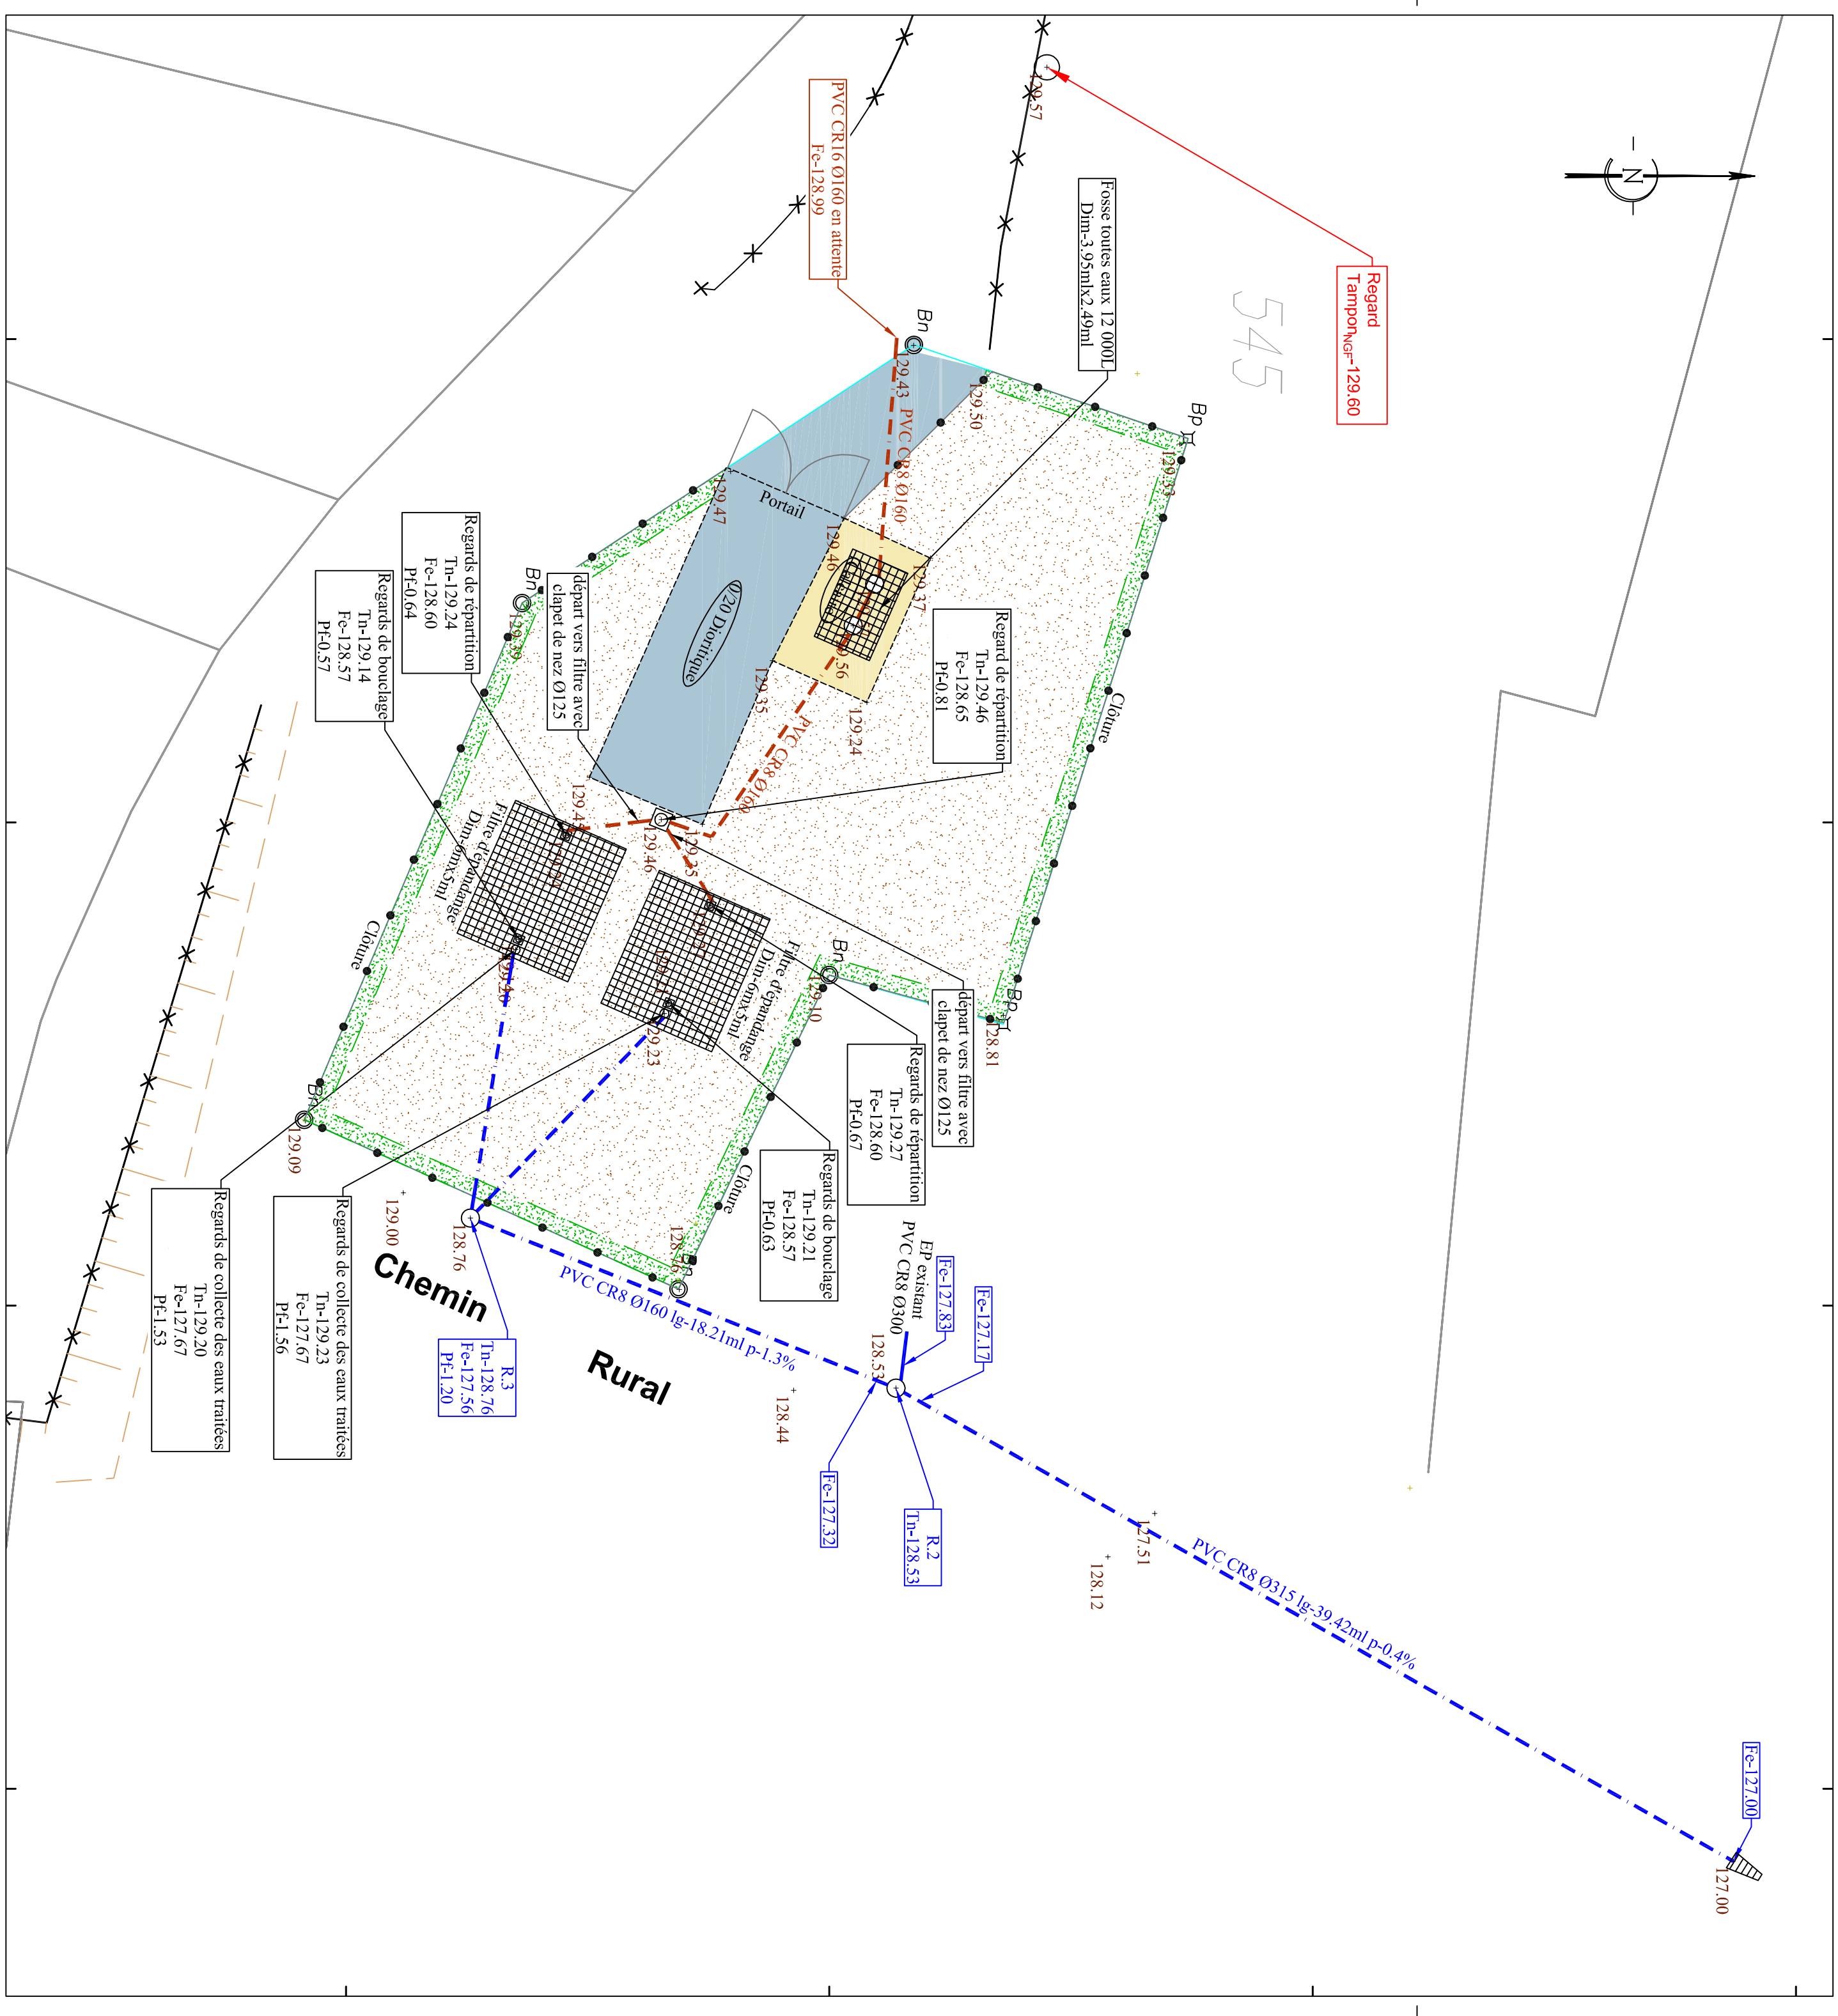 N
545
Regard
Tampon NGF-129.60
129.57
PVC CR16 Ø160 en attente
Fe-128.99
Fosse toutes eaux 12 000L
Dim-3.95mlx2.49ml
Bn
129.43
PVC CR8 Ø160
129.50
Bp
129.53
129.47
Portail
129.46
129.37
0/20 Dioritique
129.35
129.24
PVC CR8 Ø160
Clôture
Regard de répartition
Tn-129.46
Fe-128.65
Pf-0.81
Regards de répartition
Tn-129.24
Fe-128.60
Pf-0.64
Regards de bouclage
Tn-129.14
Fe-128.57
Pf-0.57
départ vers filtre avec
clapet de nez Ø125
Bn
129.39
129.46
129.35
Filtre d'épandange
Dim-6mx5ml
Filtre d'épandange
Dim-6mx5ml
129.23
Clôture
Bn
129.10
Bp
128.81
départ vers filtre avec
clapet de nez Ø125
Regards de répartition
Tn-129.27
Fe-128.60
Pf-0.67
Regards de bouclage
Tn-129.21
Fe-128.57
Pf-0.63
Clôture
Bn
129.09
129.00
128.76
Bn
Regards de collecte des eaux traitées
Tn-129.20
Fe-127.67
Pf-1.53
Regards de collecte des eaux traitées
Tn-129.23
Fe-127.67
Pf-1.56
Chemin
Rural
R.3
Tn-128.76
Fe-127.56
Pf-1.20
PVC CR8 Ø160 lg-18.21ml p-1.3%
EP existant
PVC CR8 Ø300
Fe-127.83
Fe-127.17
128.53
128.44
Fe-127.32
R.2
Tn-128.53
127.51
128.12
PVC CR8 Ø315 lg-39.42ml p-0.4%
Fe-127.00
127.00